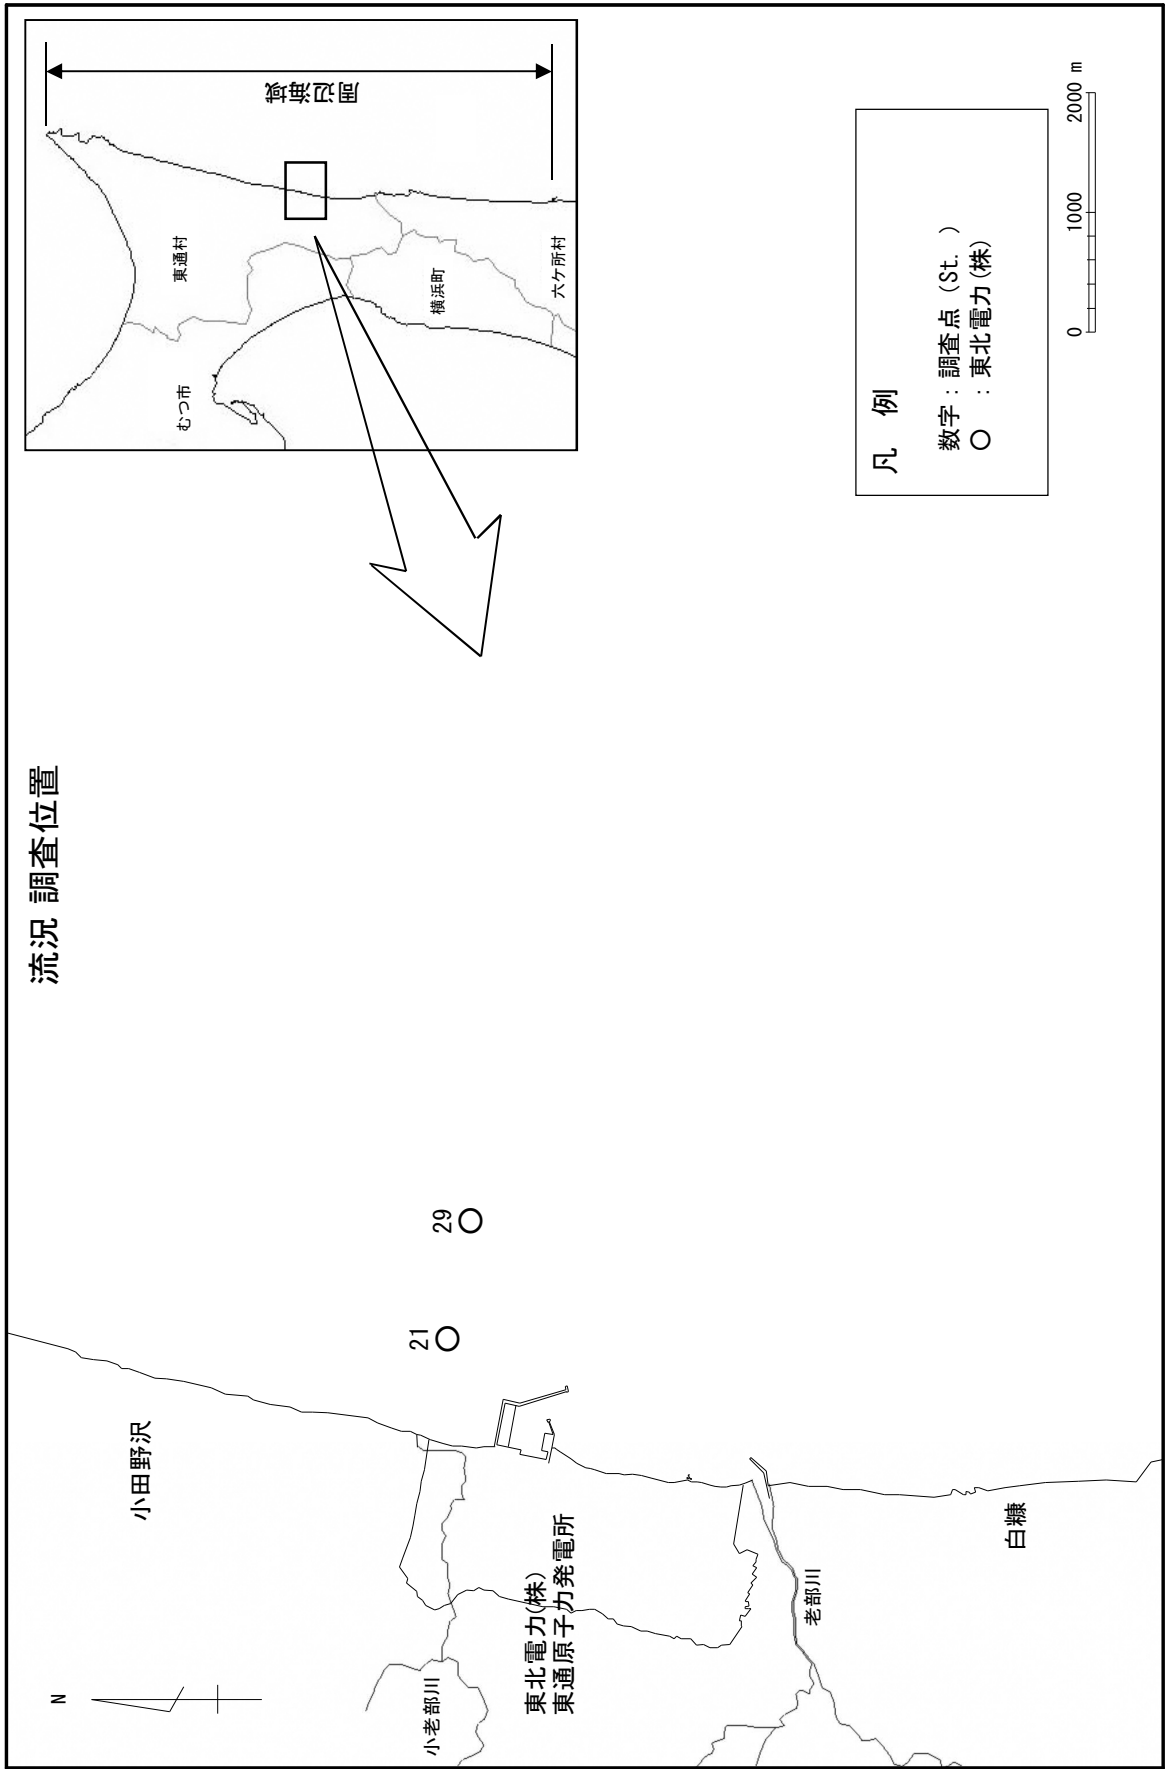 流況 調査位置
N
小田野沢
21
29
小老部川
東北電力(株)
東通原子力発電所
老部川
白糠
むつ市
東通村
横浜町
六ケ所村
周辺海域
凡 例
数字：調査点 (St. )
○ ：東北電力(株)
0 1000 2000 m